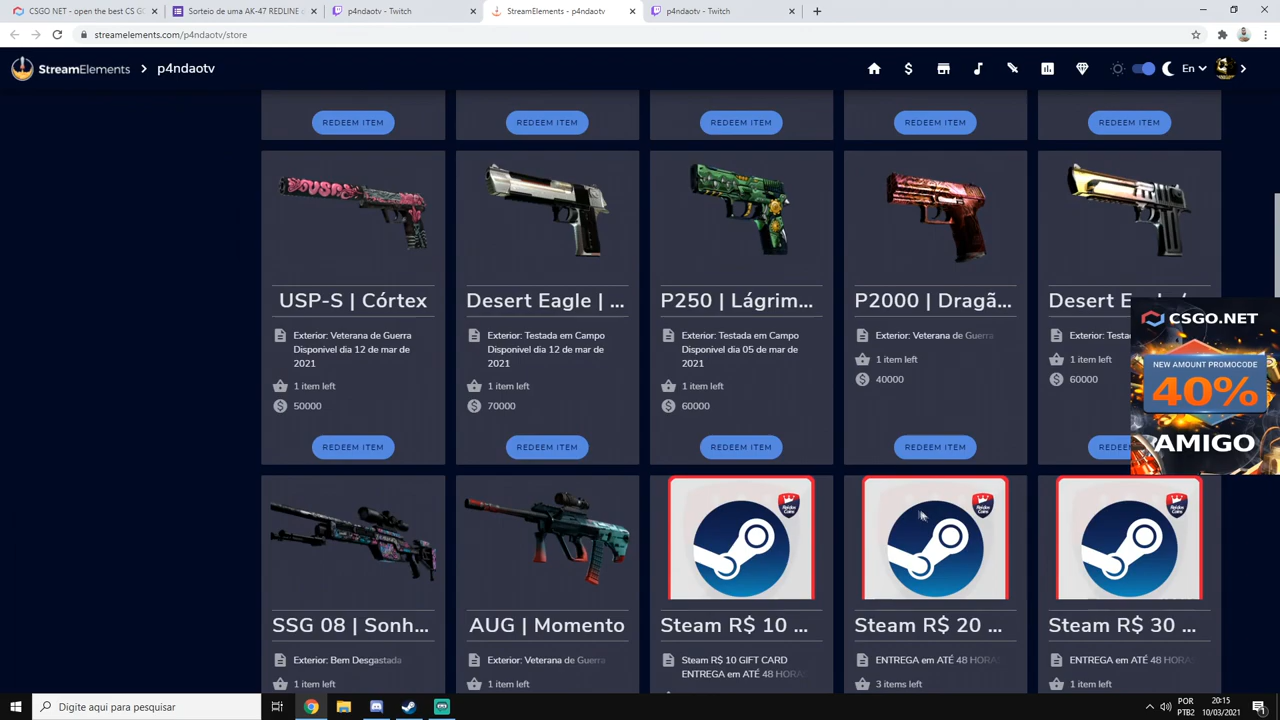 CSGO.NET - open the best CS GO
Sorteio de uma AK-47 REDLINE
p4ndaotv - Twitch
StreamElements - p4ndaotv
p4ndaotv - Twitch
streamelements.com/p4ndaotv/store
StreamElements > p4ndaotv
En
REDEEM ITEM
REDEEM ITEM
REDEEM ITEM
REDEEM ITEM
REDEEM ITEM
USP-S | Córtex
Exterior: Veterana de Guerra
Disponivel dia 12 de mar de
2021
1 item left
50000
REDEEM ITEM
Desert Eagle | ...
Exterior: Testada em Campo
Disponivel dia 12 de mar de
2021
1 item left
70000
REDEEM ITEM
P250 | Lágrim...
Exterior: Testada em Campo
Disponivel dia 05 de mar de
2021
1 item left
60000
REDEEM ITEM
P2000 | Dragã...
Exterior: Veterana de Guerra
1 item left
40000
REDEEM ITEM
Desert
Exterior:
1 item left
60000
CSGO.NET
NEW AMOUNT PROMOCODE
40%
AMIGO
SSG 08 | Sonh...
Exterior: Bem Desgastada
1 item left
AUG | Momento
Exterior: Veterana de Guerra
1 item left
Steam R$ 10 ...
Steam R$ 10 GIFT CARD
ENTREGA em ATÉ 48 HORA
Steam R$ 20 ...
ENTREGA em ATÉ 48 HORA
3 items left
Steam R$ 30 ...
ENTREGA em ATÉ 48 HORA
1 item left
Digite aqui para pesquisar
POR
PTB2
20:15
10/03/2021